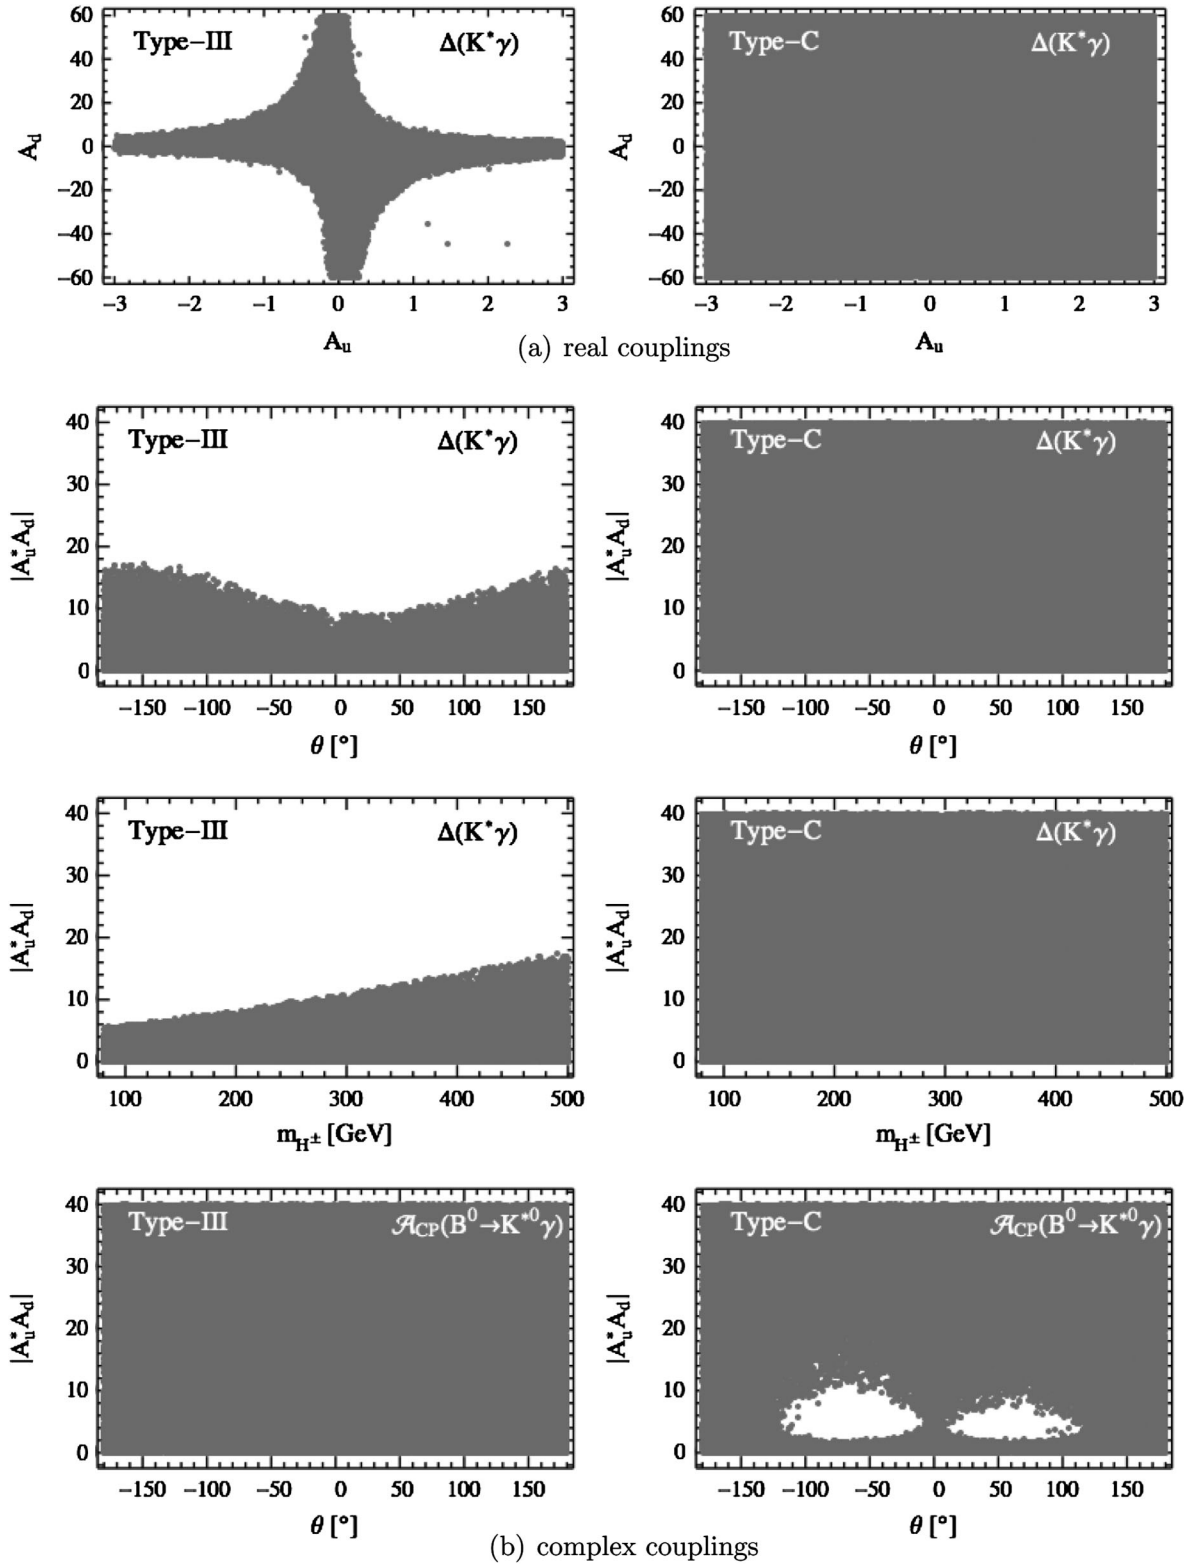 60
40
20
0
−20
−40
−60
A_d
Type−III Δ(K*γ)
−3 −2 −1 0 1 2 3
A_u
60
40
20
0
−20
−40
−60
A_d
Type−C Δ(K*γ)
−3 −2 −1 0 1 2 3
A_u
(a) real couplings
40
30
20
10
0
|A_u^* A_d|
Type−III Δ(K*γ)
−150 −100 −50 0 50 100 150
θ [°]
40
30
20
10
0
|A_u^* A_d|
Type−C Δ(K*γ)
−150 −100 −50 0 50 100 150
θ [°]
40
30
20
10
0
|A_u^* A_d|
Type−III Δ(K*γ)
100 200 300 400 500
m_{H^±} [GeV]
40
30
20
10
0
|A_u^* A_d|
Type−C Δ(K*γ)
100 200 300 400 500
m_{H^±} [GeV]
40
30
20
10
0
|A_u^* A_d|
Type−III 𝒜_CP(B^0→K^{*0}γ)
−150 −100 −50 0 50 100 150
θ [°]
40
30
20
10
0
|A_u^* A_d|
Type−C 𝒜_CP(B^0→K^{*0}γ)
−150 −100 −50 0 50 100 150
θ [°]
(b) complex couplings